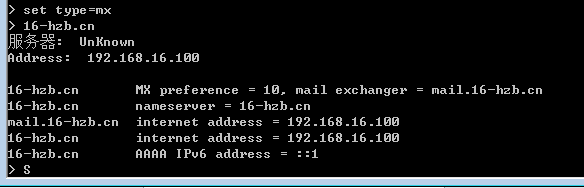 > set type=mx
> 16-hzb.cn
服务器:  UnKnown
Address:  192.168.16.100
16-hzb.cn       MX preference = 10, mail exchanger = mail.16-hzb.cn
16-hzb.cn       nameserver = 16-hzb.cn
mail.16-hzb.cn  internet address = 192.168.16.100
16-hzb.cn       internet address = 192.168.16.100
16-hzb.cn       AAAA IPv6 address = ::1
> S